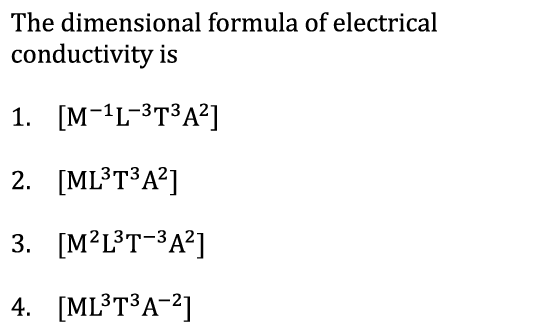 The dimensional formula of electrical
conductivity is
1. [M⁻¹L⁻³T³A²]
2. [ML³T³A²]
3. [M²L³T⁻³A²]
4. [ML³T³A⁻²]